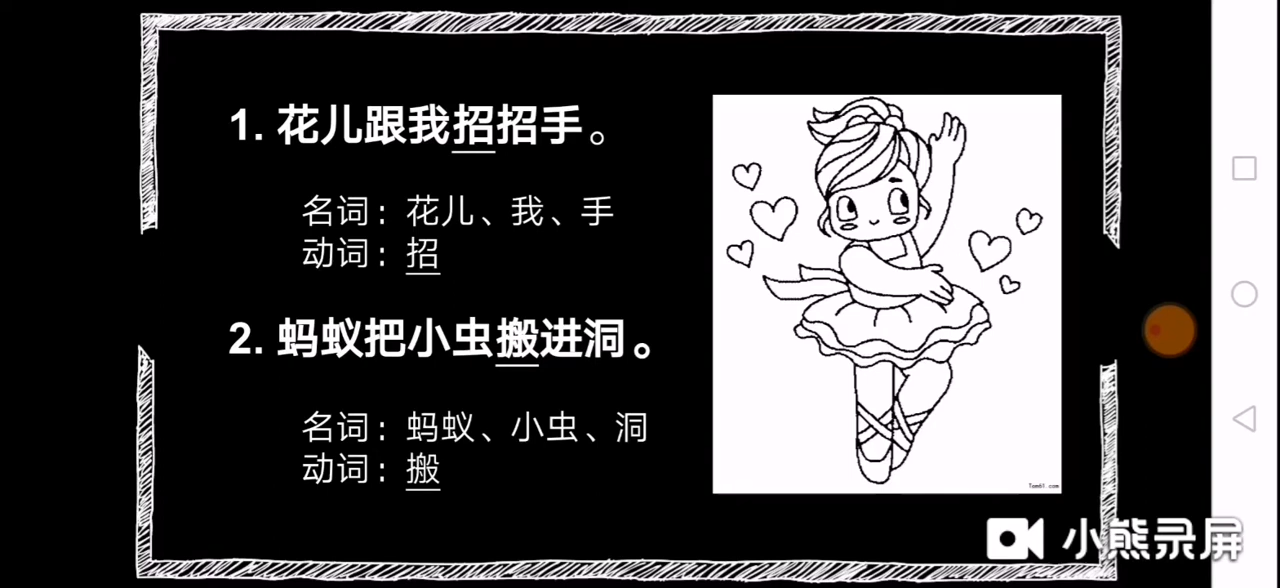 1. 花儿跟我招招手。
名词：花儿、我、手
动词：招
2. 蚂蚁把小虫搬进洞。
名词：蚂蚁、小虫、洞
动词：搬
Tom61.com
小熊录屏